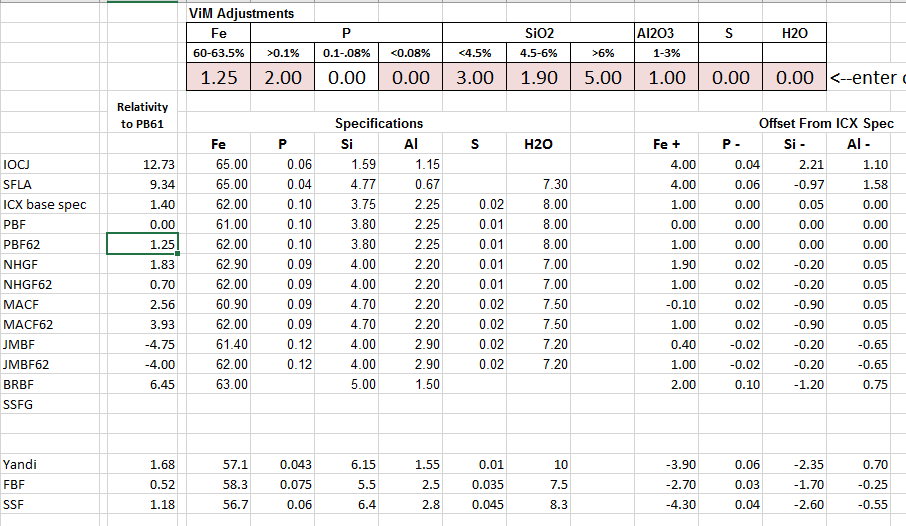 ViM Adjustments
Fe P SiO2 Al2O3 S H2O
60-63.5% >0.1% 0.1-.08% <0.08% <4.5% 4.5-6% >6% 1-3%
1.25 2.00 0.00 0.00 3.00 1.90 5.00 1.00 0.00 0.00 <--enter
Relativity
to PB61 Specifications Offset From ICX Spec
Fe P Si Al S H2O Fe + P - Si - Al -
IOCJ 12.73 65.00 0.06 1.59 1.15 4.00 0.04 2.21 1.10
SFLA 9.34 65.00 0.04 4.77 0.67 7.30 4.00 0.06 -0.97 1.58
ICX base spec 1.40 62.00 0.10 3.75 2.25 0.02 8.00 1.00 0.00 0.05 0.00
PBF 0.00 61.00 0.10 3.80 2.25 0.01 8.00 0.00 0.00 0.00 0.00
PBF62 1.25 62.00 0.10 3.80 2.25 0.01 8.00 1.00 0.00 0.00 0.00
NHGF 1.83 62.90 0.09 4.00 2.20 0.01 7.00 1.90 0.02 -0.20 0.05
NHGF62 0.70 62.00 0.09 4.00 2.20 0.01 7.00 1.00 0.02 -0.20 0.05
MACF 2.56 60.90 0.09 4.70 2.20 0.02 7.50 -0.10 0.02 -0.90 0.05
MACF62 3.93 62.00 0.09 4.70 2.20 0.02 7.50 1.00 0.02 -0.90 0.05
JMBF -4.75 61.40 0.12 4.00 2.90 0.02 7.20 0.40 -0.02 -0.20 -0.65
JMBF62 -4.00 62.00 0.12 4.00 2.90 0.02 7.20 1.00 -0.02 -0.20 -0.65
BRBF 6.45 63.00 5.00 1.50 2.00 0.10 -1.20 0.75
SSFG
Yandi 1.68 57.1 0.043 6.15 1.55 0.01 10 -3.90 0.06 -2.35 0.70
FBF 0.52 58.3 0.075 5.5 2.5 0.035 7.5 -2.70 0.03 -1.70 -0.25
SSF 1.18 56.7 0.06 6.4 2.8 0.045 8.3 -4.30 0.04 -2.60 -0.55